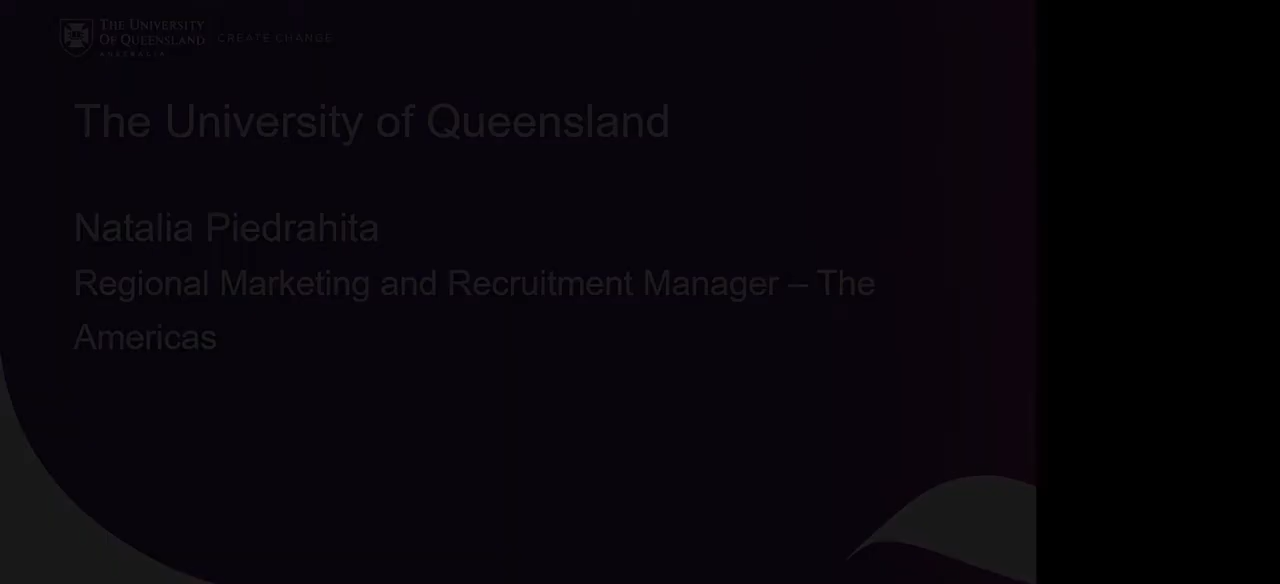 THE UNIVERSITY
OF QUEENSLAND
AUSTRALIA
CREATE CHANGE
The University of Queensland
Natalia Piedrahita
Regional Marketing and Recruitment Manager – The
Americas